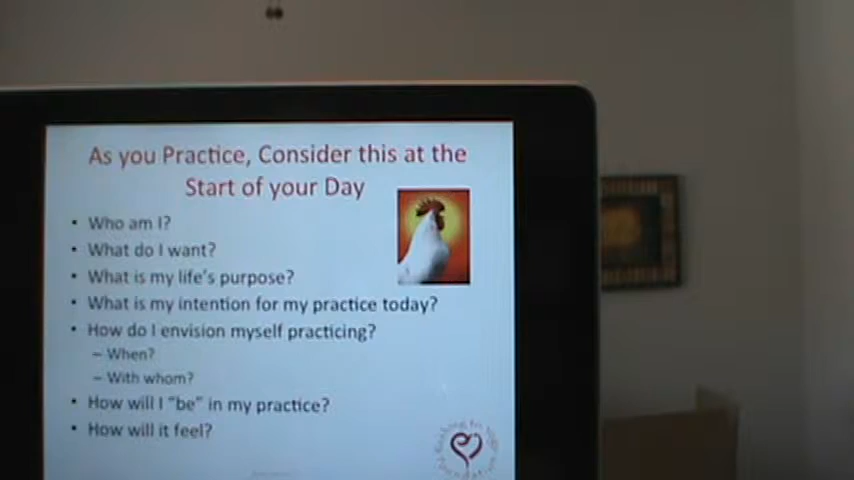 As you Practice, Consider this at the
Start of your Day
• Who am I?
• What do I want?
• What is my life's purpose?
• What is my intention for my practice today?
• How do I envision myself practicing?
– When?
– With whom?
• How will I "be" in my practice?
• How will it feel?